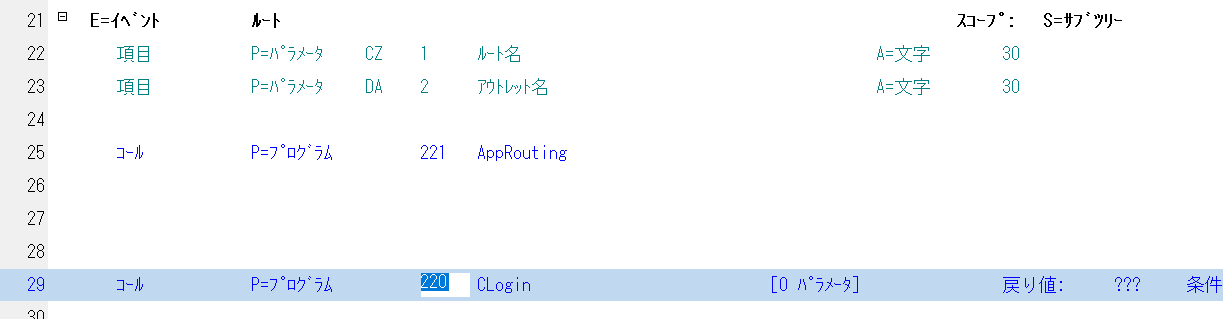 21 E=ｲﾍﾞﾝﾄ ﾙｰﾄ ｽｺｰﾌﾟ: S=ｻﾌﾞﾂﾘｰ
22 項目 P=ﾊﾟﾗﾒｰﾀ CZ 1 ﾙｰﾄ名 A=文字 30
23 項目 P=ﾊﾟﾗﾒｰﾀ DA 2 ｱｳﾄﾚｯﾄ名 A=文字 30
24
25 ｺｰﾙ P=ﾌﾟﾛｸﾞﾗﾑ 221 AppRouting
26
27
28
29 ｺｰﾙ P=ﾌﾟﾛｸﾞﾗﾑ 220 CLogin [0 ﾊﾟﾗﾒｰﾀ] 戻り値: ??? 条件
30